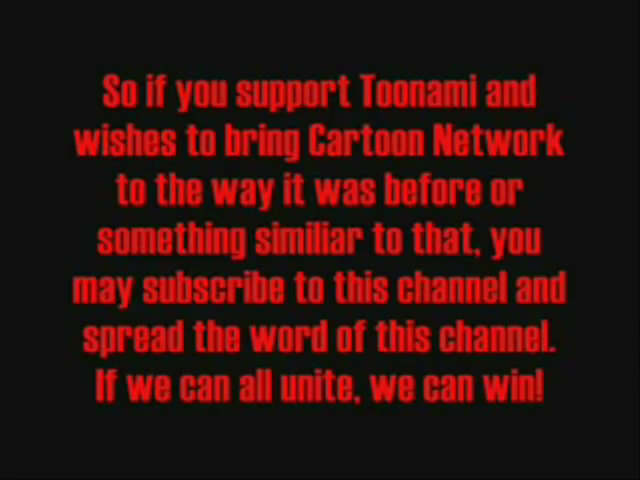 So if you support Toonami and
wishes to bring Cartoon Network
to the way it was before or
something similiar to that, you
may subscribe to this channel and
spread the word of this channel.
If we can all unite, we can win!